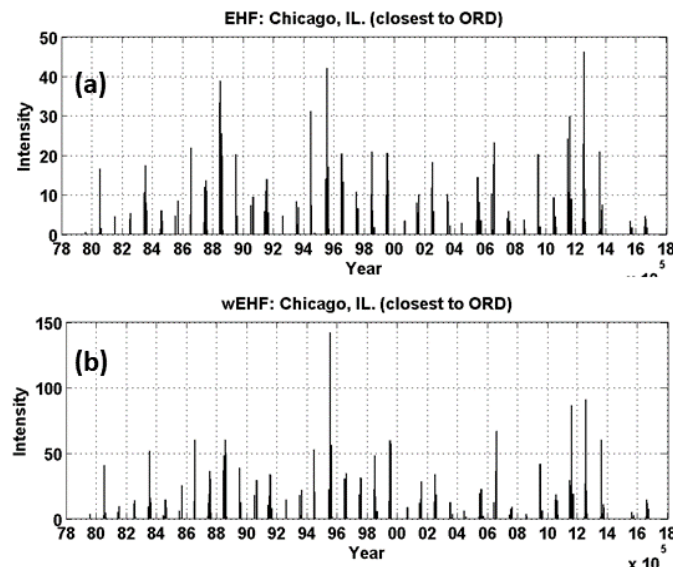 EHF: Chicago, IL. (closest to ORD)
(a)
Intensity
50
40
30
20
10
0
78 80 82 84 86 88 90 92 94 96 98 00 02 04 06 08 10 12 14 16 18
Year
5
wEHF: Chicago, IL. (closest to ORD)
(b)
Intensity
150
100
50
0
78 80 82 84 86 88 90 92 94 96 98 00 02 04 06 08 10 12 14 16 18
Year
5
x 10